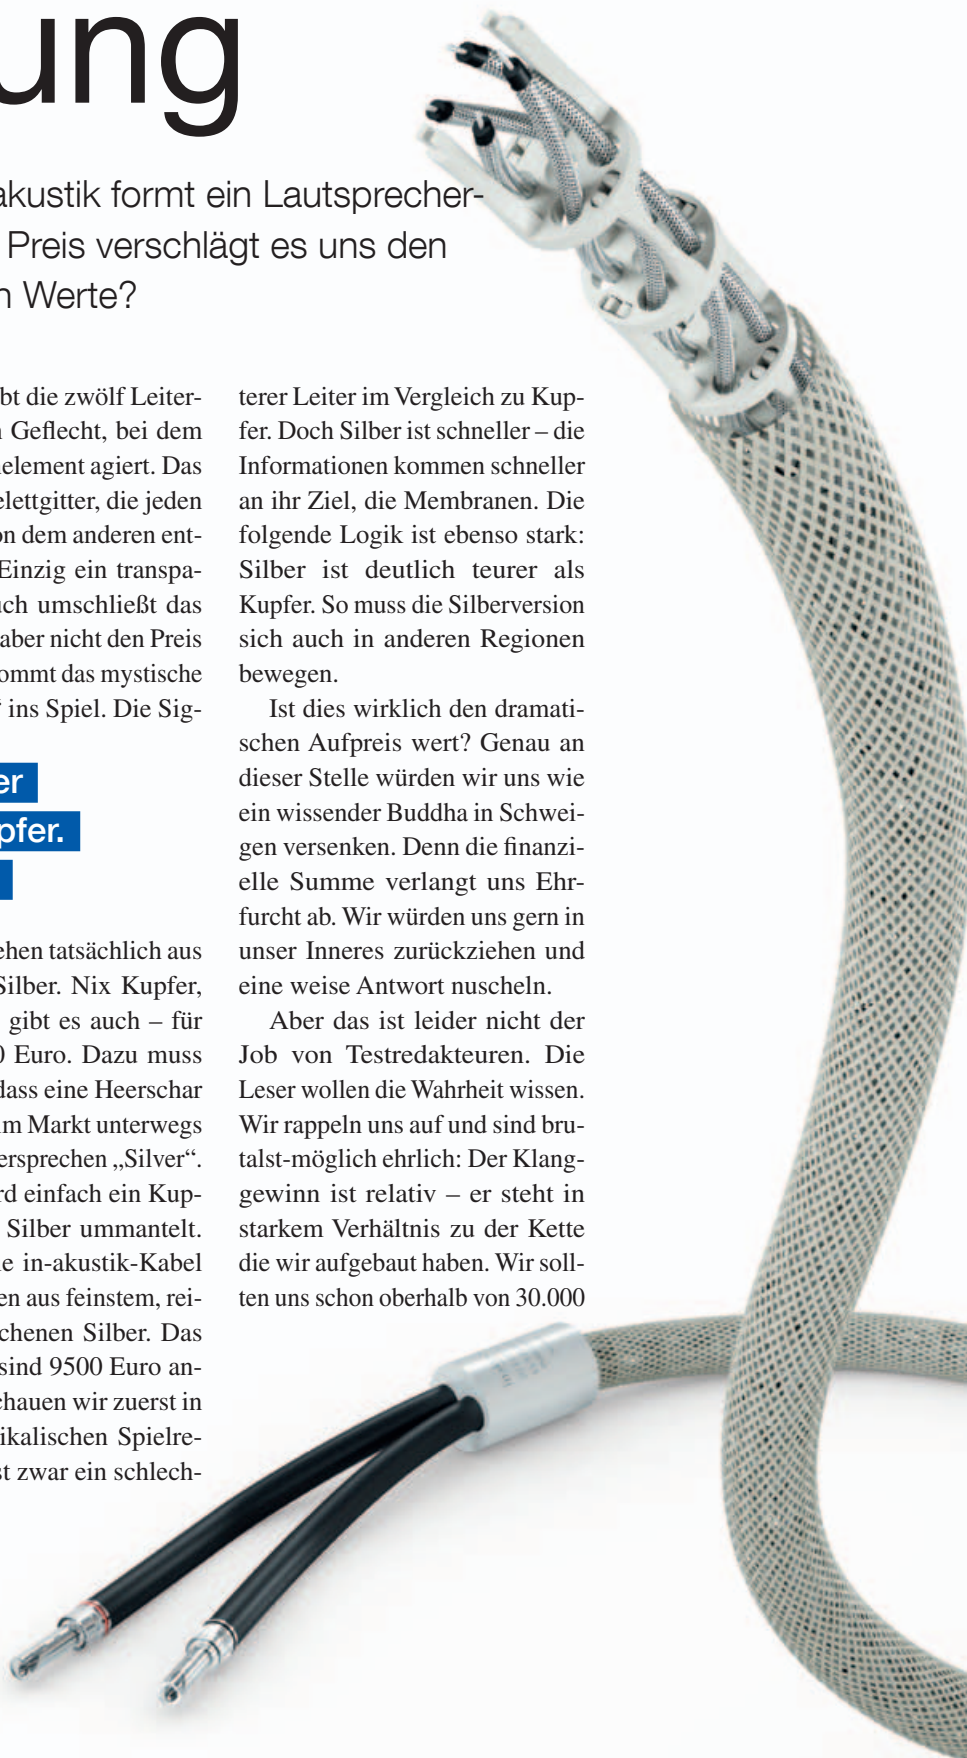 ung
akustik formt ein Lautsprecher-
Preis verschlägt es uns den
n Werte?
bt die zwölf Leiter-
n Geflecht, bei dem
nelement agiert. Das
elettgitter, die jeden
on dem anderen ent-
Einzig ein transpa-
uch umschließt das
aber nicht den Preis
ommt das mystische
“ ins Spiel. Die Sig-
er
pfer.
ehen tatsächlich aus
Silber. Nix Kupfer,
gibt es auch – für
0 Euro. Dazu muss
dass eine Heerschar
im Markt unterwegs
ersprechen „Silver“.
rd einfach ein Kup-
Silber ummantelt.
e in-akustik-Kabel
en aus feinstem, rei-
chenen Silber. Das
sind 9500 Euro an-
chauen wir zuerst in
ikalischen Spielre-
st zwar ein schlech-
terer Leiter im Vergleich zu Kup-
fer. Doch Silber ist schneller – die
Informationen kommen schneller
an ihr Ziel, die Membranen. Die
folgende Logik ist ebenso stark:
Silber ist deutlich teurer als
Kupfer. So muss die Silberversion
sich auch in anderen Regionen
bewegen.
Ist dies wirklich den dramati-
schen Aufpreis wert? Genau an
dieser Stelle würden wir uns wie
ein wissender Buddha in Schwei-
gen versenken. Denn die finanzi-
elle Summe verlangt uns Ehr-
furcht ab. Wir würden uns gern in
unser Inneres zurückziehen und
eine weise Antwort nuscheln.
Aber das ist leider nicht der
Job von Testredakteuren. Die
Leser wollen die Wahrheit wissen.
Wir rappeln uns auf und sind bru-
talst-möglich ehrlich: Der Klang-
gewinn ist relativ – er steht in
starkem Verhältnis zu der Kette
die wir aufgebaut haben. Wir soll-
ten uns schon oberhalb von 30.000